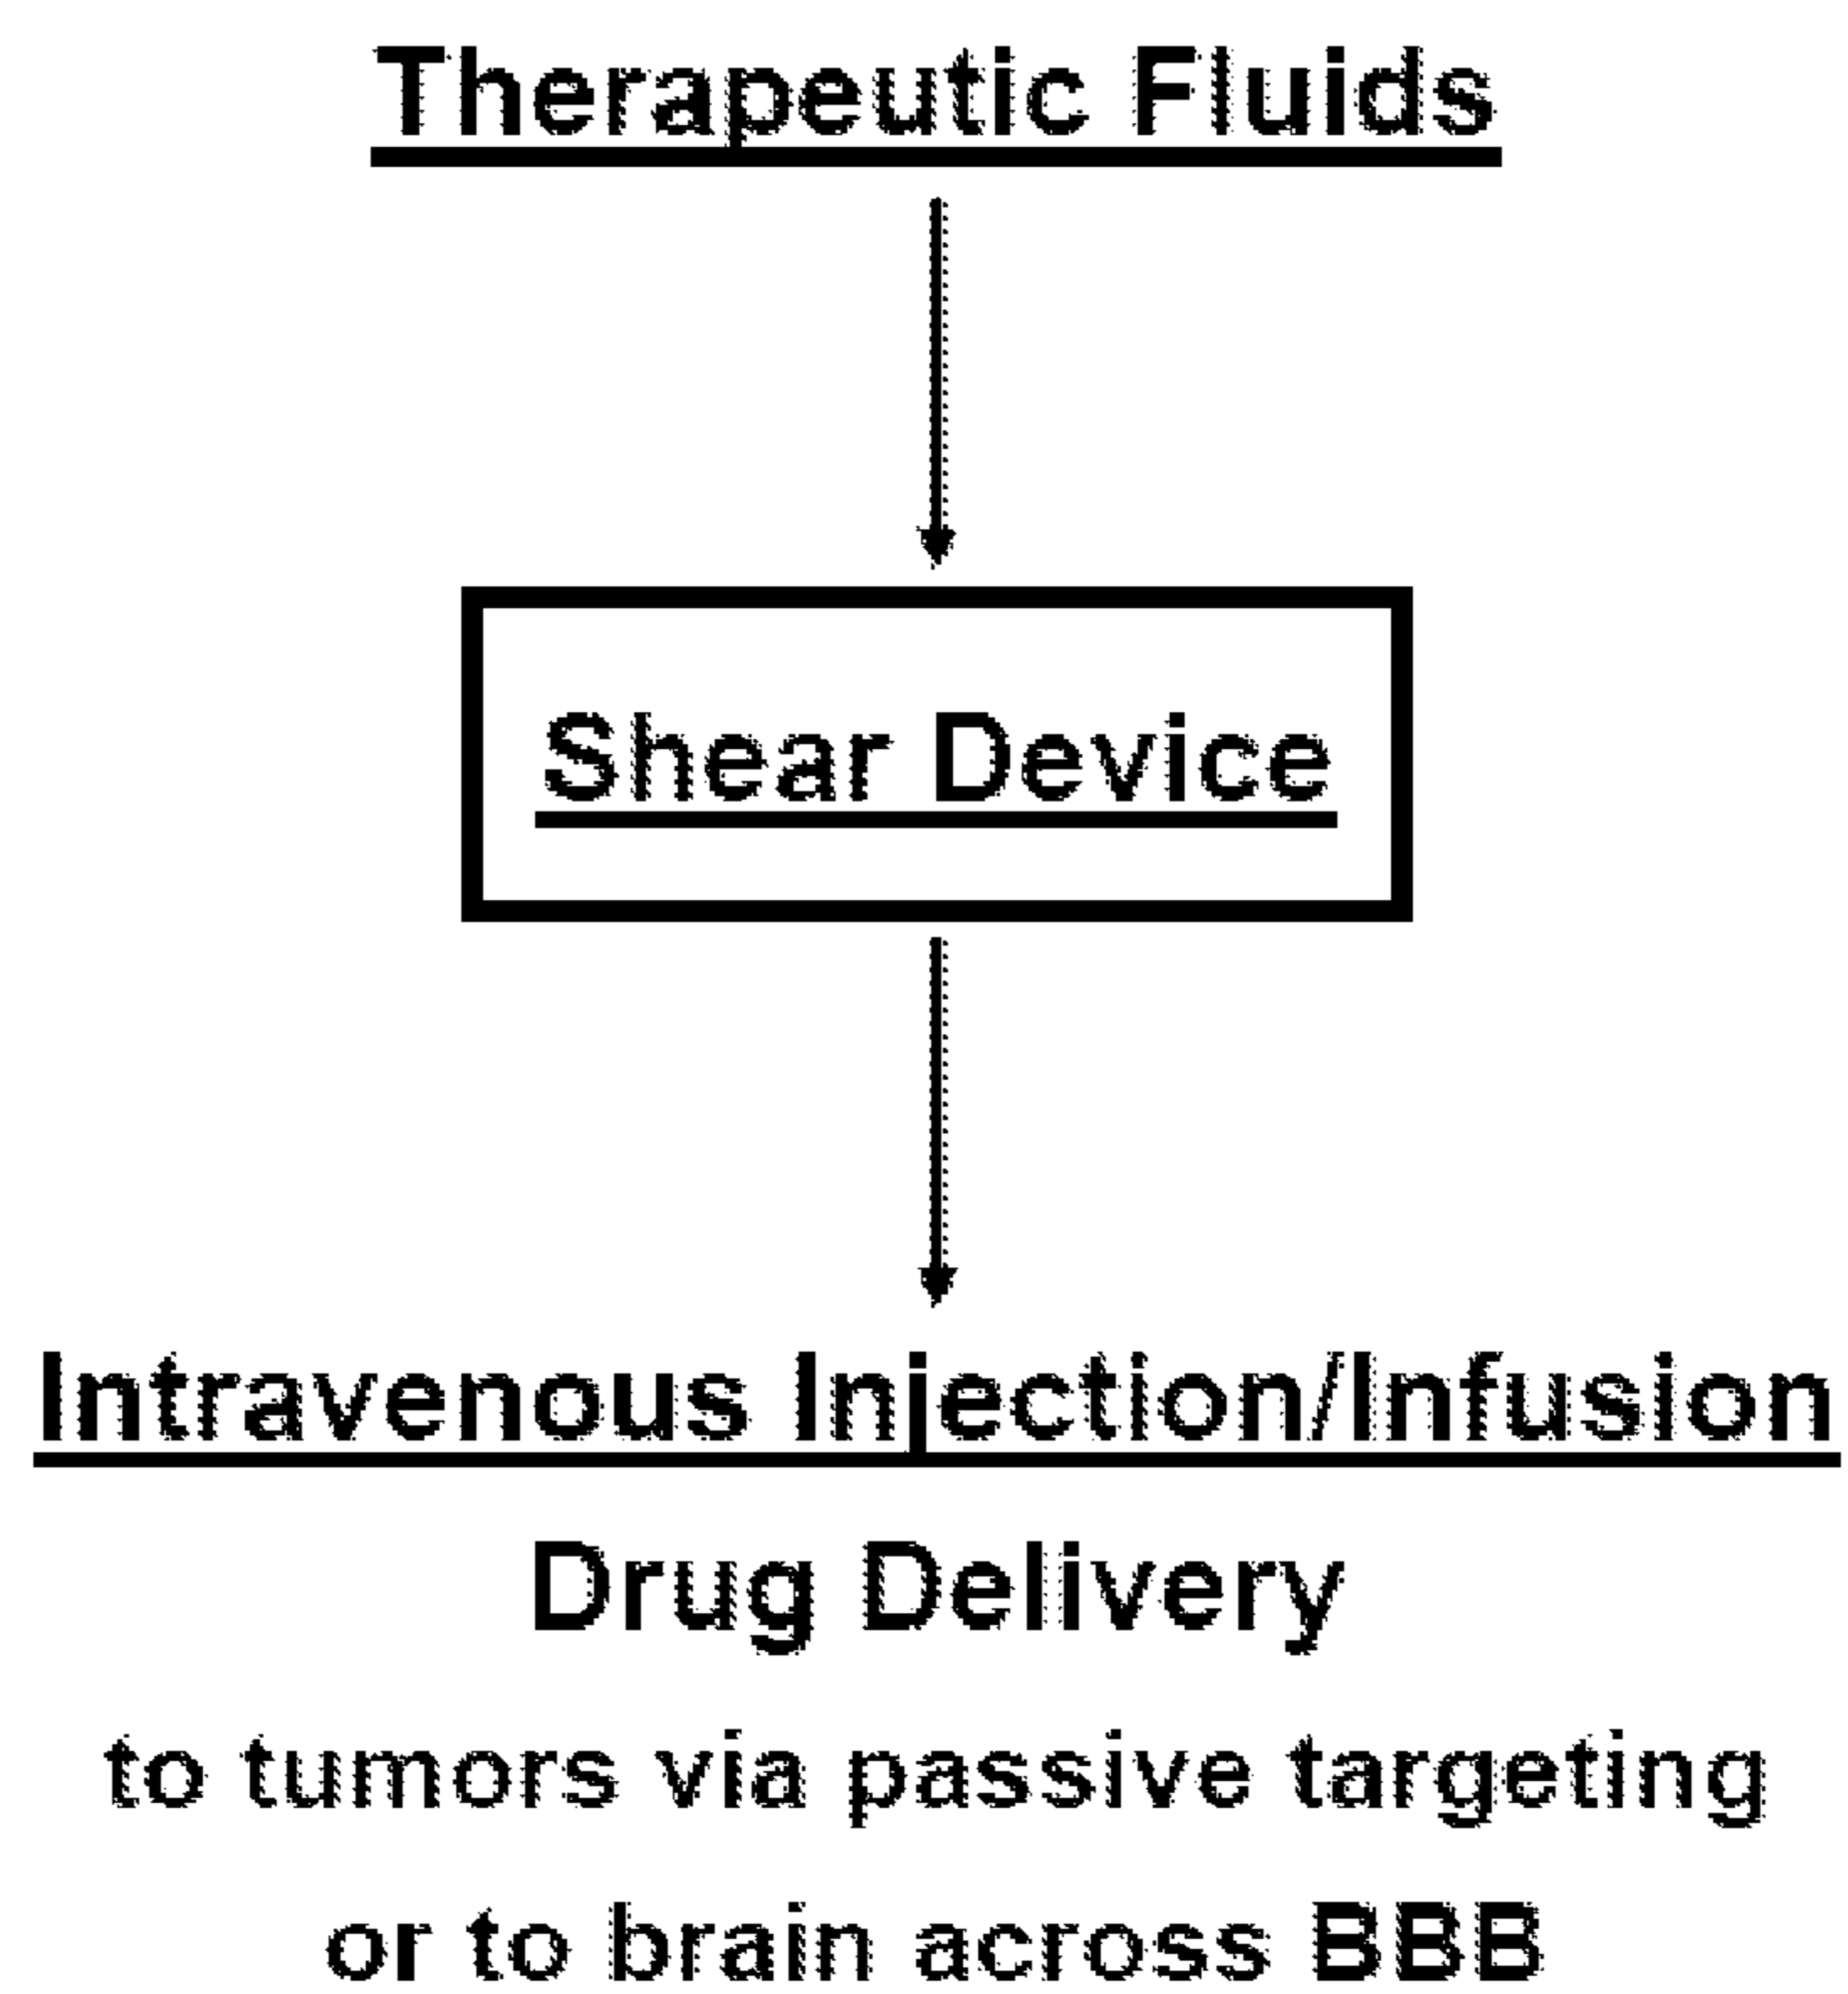 Therapeutic Fluids
Shear Device
Intravenous Injection/Infusion
Drug Delivery
to tumors via passive targeting
or to brain across BBB